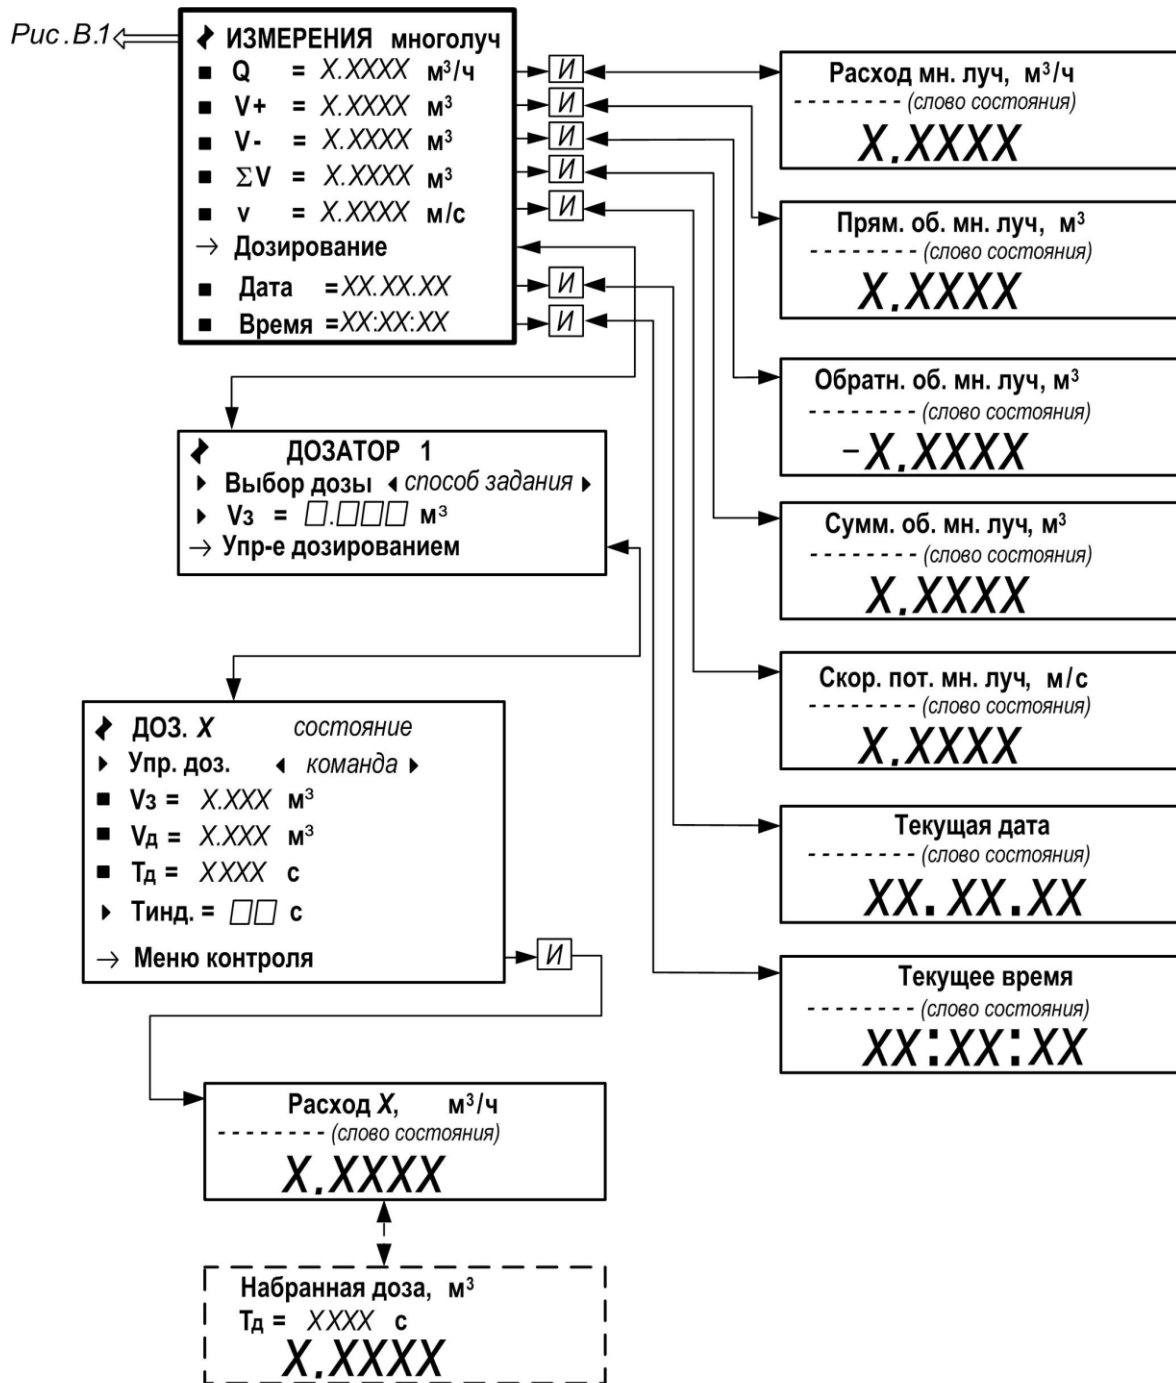 Рис.В.1
ИЗМЕРЕНИЯ многолуч
Q = X.XXXX м³/ч
V+ = X.XXXX м³
V- = X.XXXX м³
ΣV = X.XXXX м³
v = X.XXXX м/с
→ Дозирование
Дата =XX.XX.XX
Время =XX:XX:XX
И
И
И
И
И
И
И
Расход мн. луч, м³/ч
- - - - - - - - (слово состояния)
X.XXXX
Прям. об. мн. луч, м³
- - - - - - - - (слово состояния)
X.XXXX
Обратн. об. мн. луч, м³
- - - - - - - - (слово состояния)
-X.XXXX
Сумм. об. мн. луч, м³
- - - - - - - - (слово состояния)
X.XXXX
Скор. пот. мн. луч, м/с
- - - - - - - - (слово состояния)
X.XXXX
Текущая дата
- - - - - - - - (слово состояния)
XX.XX.XX
Текущее время
- - - - - - - - (слово состояния)
XX:XX:XX
ДОЗАТОР 1
Выбор дозы способ задания
Vз = □.□□□ м³
→ Упр-е дозированием
ДОЗ. X состояние
Упр. доз. команда
Vз = X.XXX м³
Vд = X.XXX м³
Тд = XXXX с
Тинд. = □□ с
→ Меню контроля
И
Расход X, м³/ч
- - - - - - - - (слово состояния)
X.XXXX
Набранная доза, м³
Тд = XXXX с
X.XXXX